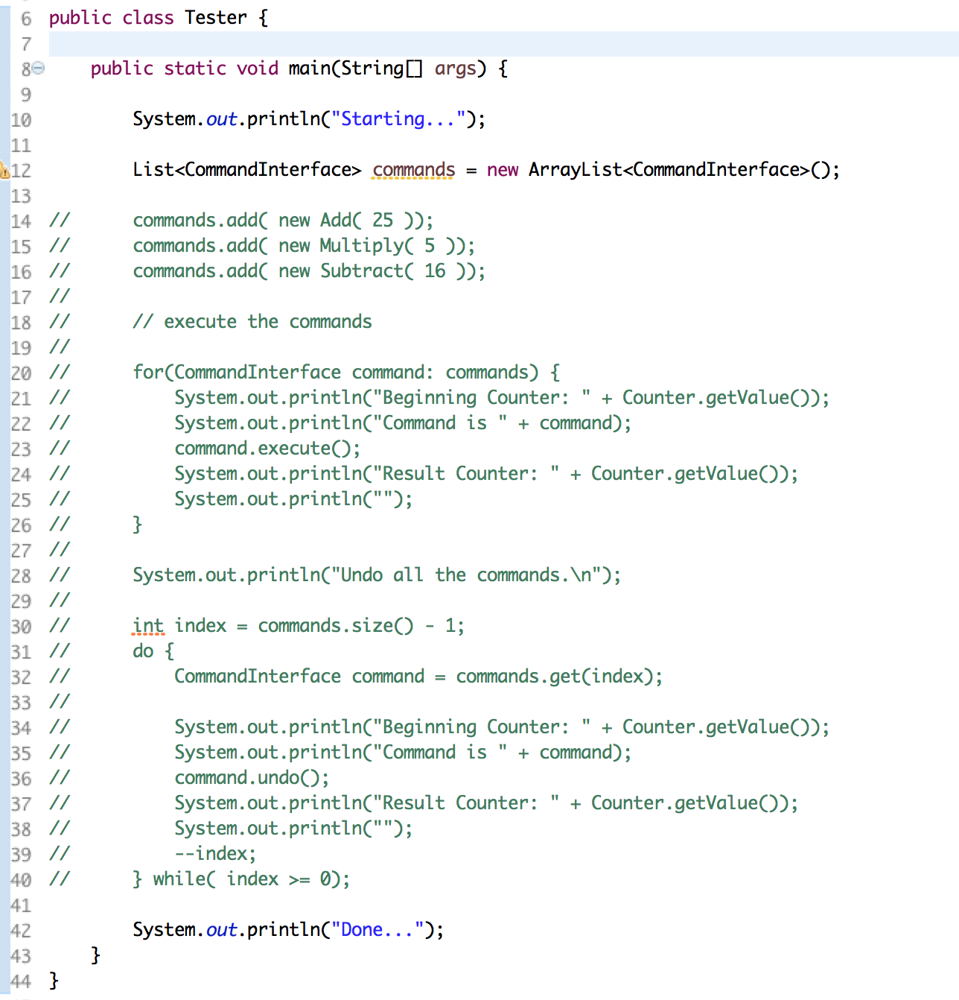 6 public class Tester {
7
8 public static void main(String[] args) {
9
10 System.out.println("Starting...");
11
12 List<CommandInterface> commands = new ArrayList<CommandInterface>();
13
14 // commands.add( new Add( 25 ));
15 // commands.add( new Multiply( 5 ));
16 // commands.add( new Subtract( 16 ));
17 //
18 // // execute the commands
19 //
20 // for(CommandInterface command: commands) {
21 // System.out.println("Beginning Counter: " + Counter.getValue());
22 // System.out.println("Command is " + command);
23 // command.execute();
24 // System.out.println("Result Counter: " + Counter.getValue());
25 // System.out.println("");
26 // }
27 //
28 // System.out.println("Undo all the commands.\n");
29 //
30 // int index = commands.size() - 1;
31 // do {
32 // CommandInterface command = commands.get(index);
33 //
34 // System.out.println("Beginning Counter: " + Counter.getValue());
35 // System.out.println("Command is " + command);
36 // command.undo();
37 // System.out.println("Result Counter: " + Counter.getValue());
38 // System.out.println("");
39 // --index;
40 // } while( index >= 0);
41
42 System.out.println("Done...");
43 }
44 }